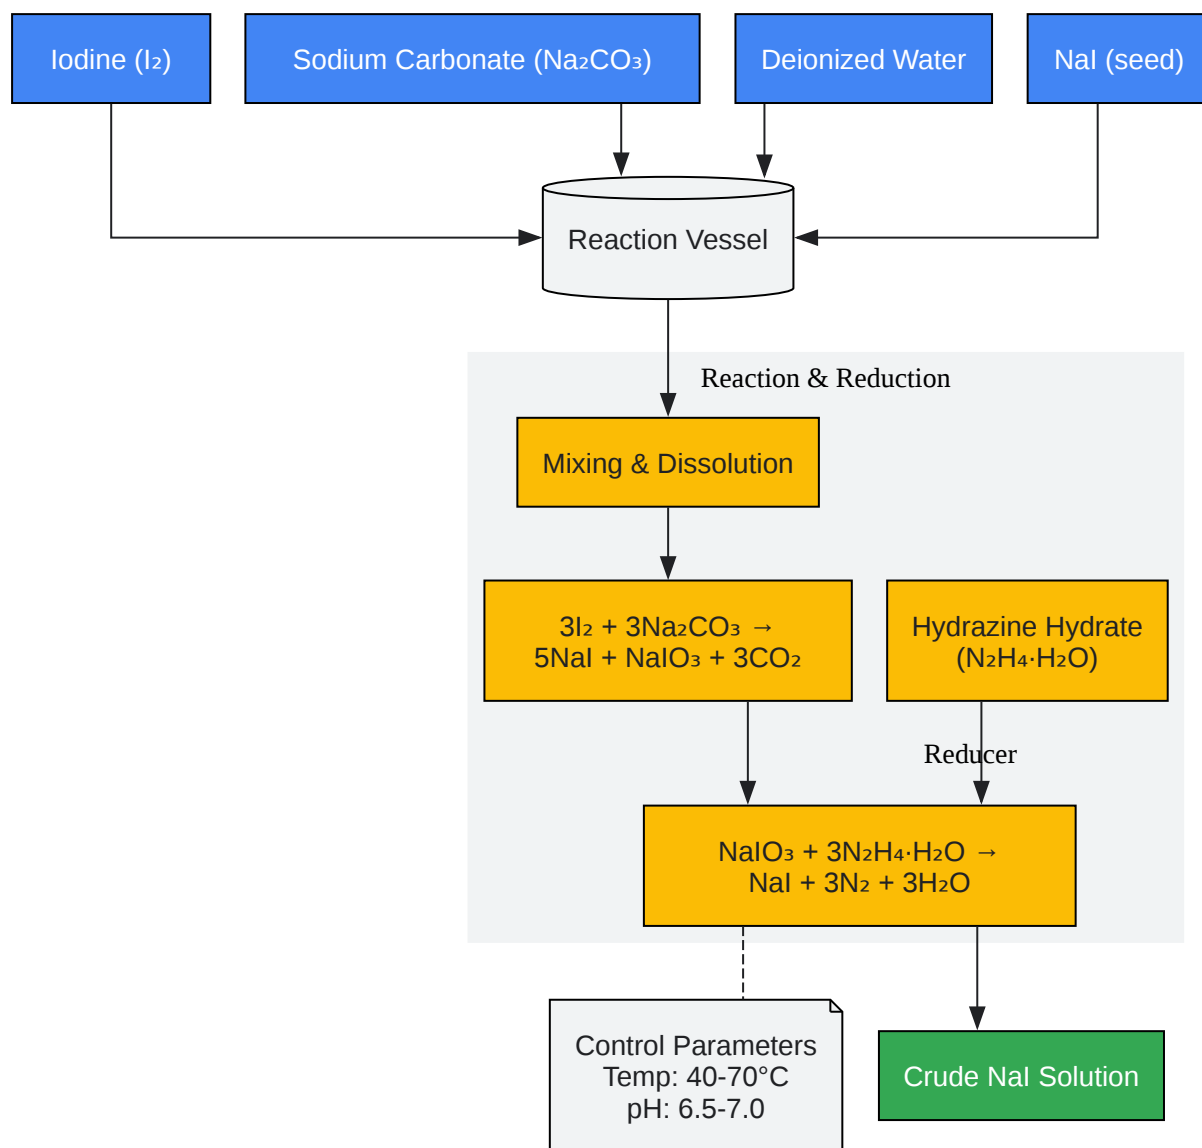 Iodine (I₂)
Sodium Carbonate (Na₂CO₃)
Deionized Water
NaI (seed)
Reaction Vessel
Reaction & Reduction
Mixing & Dissolution
3I₂ + 3Na₂CO₃ →
5NaI + NaIO₃ + 3CO₂
Hydrazine Hydrate
(N₂H₄·H₂O)
Reducer
NaIO₃ + 3N₂H₄·H₂O →
NaI + 3N₂ + 3H₂O
Control Parameters
Temp: 40-70°C
pH: 6.5-7.0
Crude NaI Solution